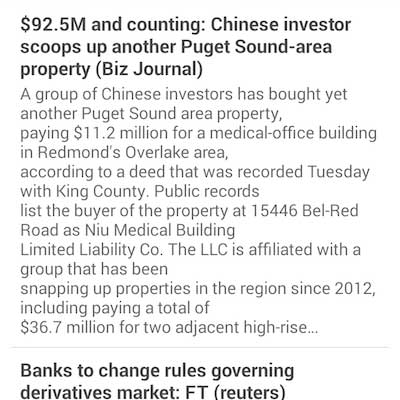 $92.5M and counting: Chinese investor
scoops up another Puget Sound-area
property (Biz Journal)
A group of Chinese investors has bought yet
another Puget Sound area property,
paying $11.2 million for a medical-office building
in Redmond's Overlake area,
according to a deed that was recorded Tuesday
with King County. Public records
list the buyer of the property at 15446 Bel-Red
Road as Niu Medical Building
Limited Liability Co. The LLC is affiliated with a
group that has been
snapping up properties in the region since 2012,
including paying a total of
$36.7 million for two adjacent high-rise...
Banks to change rules governing
derivatives market: FT (reuters)